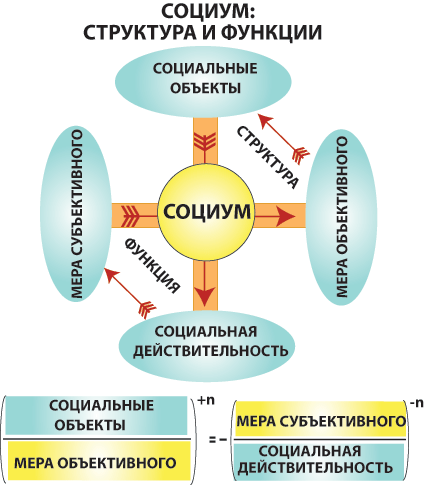 СОЦИУМ:
СТРУКТУРА И ФУНКЦИИ
СОЦИАЛЬНЫЕ
ОБЪЕКТЫ
СТРУКТУРА
МЕРА СУБЪЕКТИВНОГО
СОЦИУМ
МЕРА ОБЪЕКТИВНОГО
ФУНКЦИЯ
СОЦИАЛЬНАЯ
ДЕЙСТВИТЕЛЬНОСТЬ
СОЦИАЛЬНЫЕ
ОБЪЕКТЫ
МЕРА ОБЪЕКТИВНОГО
+n
= -
МЕРА СУБЪЕКТИВНОГО
СОЦИАЛЬНАЯ
ДЕЙСТВИТЕЛЬНОСТЬ
-n